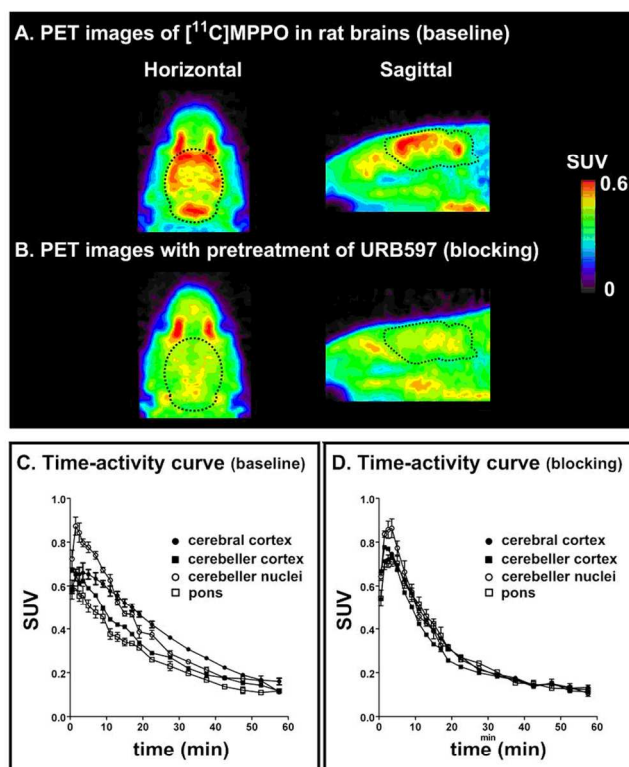 A. PET images of [¹¹C]MPPO in rat brains (baseline)
Horizontal
Sagittal
SUV
0.6
0
B. PET images with pretreatment of URB597 (blocking)
C. Time-activity curve (baseline)
1.0
0.8
0.6
0.4
0.2
0.0
SUV
cerebral cortex
cerebeller cortex
cerebeller nuclei
pons
0 10 20 30 40 50 60
time (min)
D. Time-activity curve (blocking)
1.0
0.8
0.6
0.4
0.2
0.0
SUV
cerebral cortex
cerebeller cortex
cerebeller nuclei
pons
0 10 20 30 40 50 60
min
time (min)